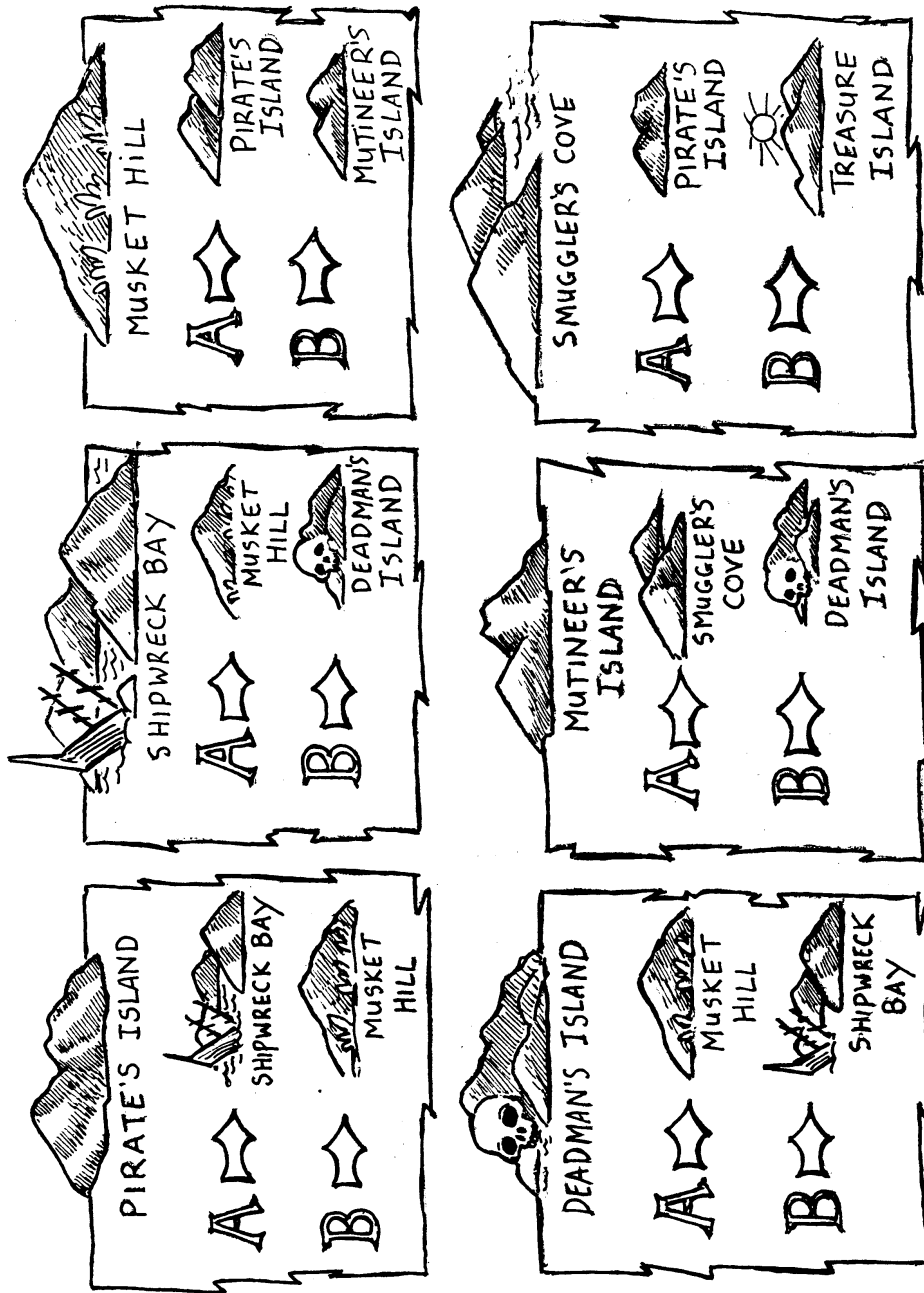 PIRATE'S ISLAND
A
SHIPWRECK BAY
B
MUSKET
HILL
SHIPWRECK BAY
A
MUSKET
HILL
B
DEADMAN'S
ISLAND
MUSKET HILL
A
PIRATE'S
ISLAND
B
MUTINEER'S
ISLAND
DEADMAN'S ISLAND
A
MUSKET
HILL
B
SHIPWRECK
BAY
MUTINEER'S
ISLAND
A
SMUGGLER'S
COVE
B
DEADMAN'S
ISLAND
SMUGGLER'S COVE
A
PIRATE'S
ISLAND
B
TREASURE
ISLAND